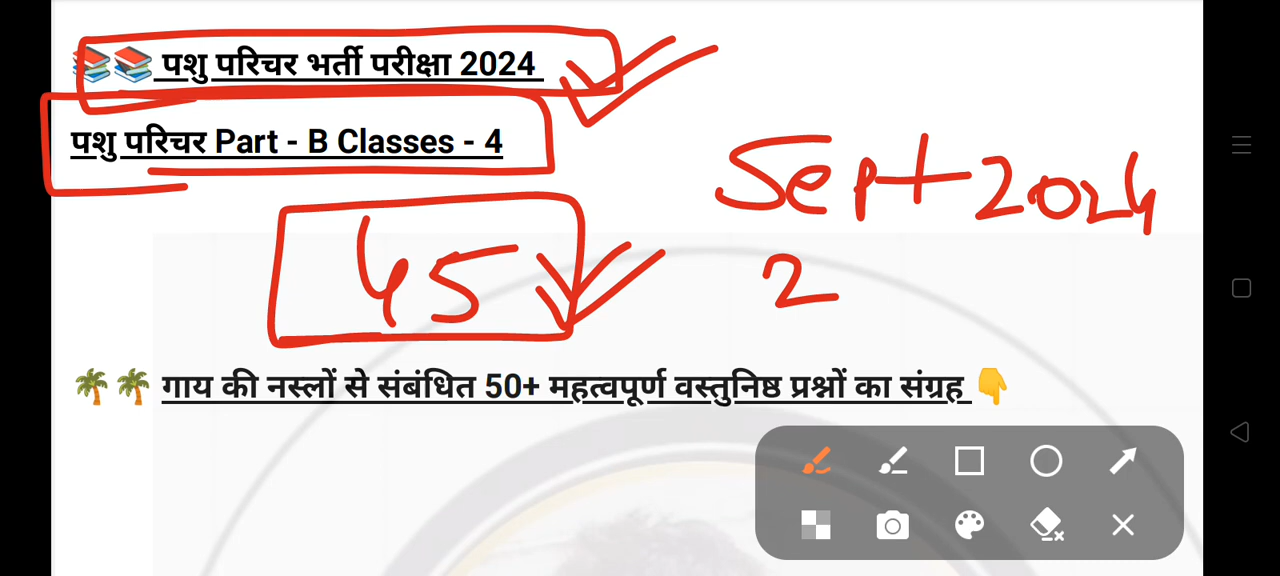 📚📚 पशु परिचर भर्ती परीक्षा 2024
पशु परिचर Part - B Classes - 4
Sept 2024
45
2
🌴🌴 गाय की नस्लों से संबंधित 50+ महत्वपूर्ण वस्तुनिष्ठ प्रश्नों का संग्रह 👇